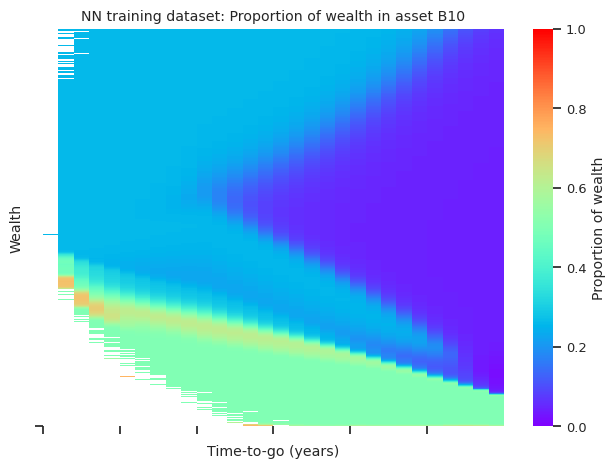 NN training dataset: Proportion of wealth in asset B10
1.0
0.8
0.6
0.4
0.2
0.0
Proportion of wealth
Wealth
Time-to-go (years)